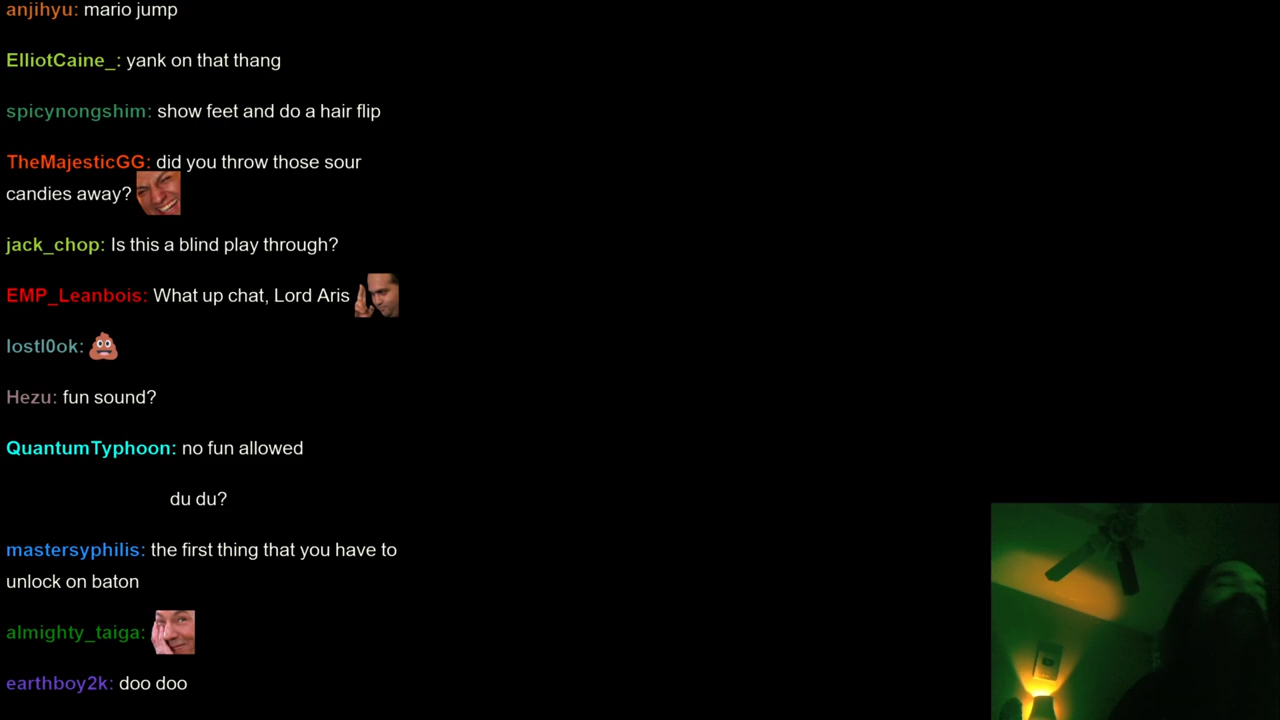 anjihyu: mario jump
ElliotCaine_: yank on that thang
spicynongshim: show feet and do a hair flip
TheMajesticGG: did you throw those sour
candies away?
jack_chop: Is this a blind play through?
EMP_Leanbois: What up chat, Lord Aris
lostl0ok:
Hezu: fun sound?
QuantumTyphoon: no fun allowed
du du?
mastersyphilis: the first thing that you have to
unlock on baton
almighty_taiga:
earthboy2k: doo doo